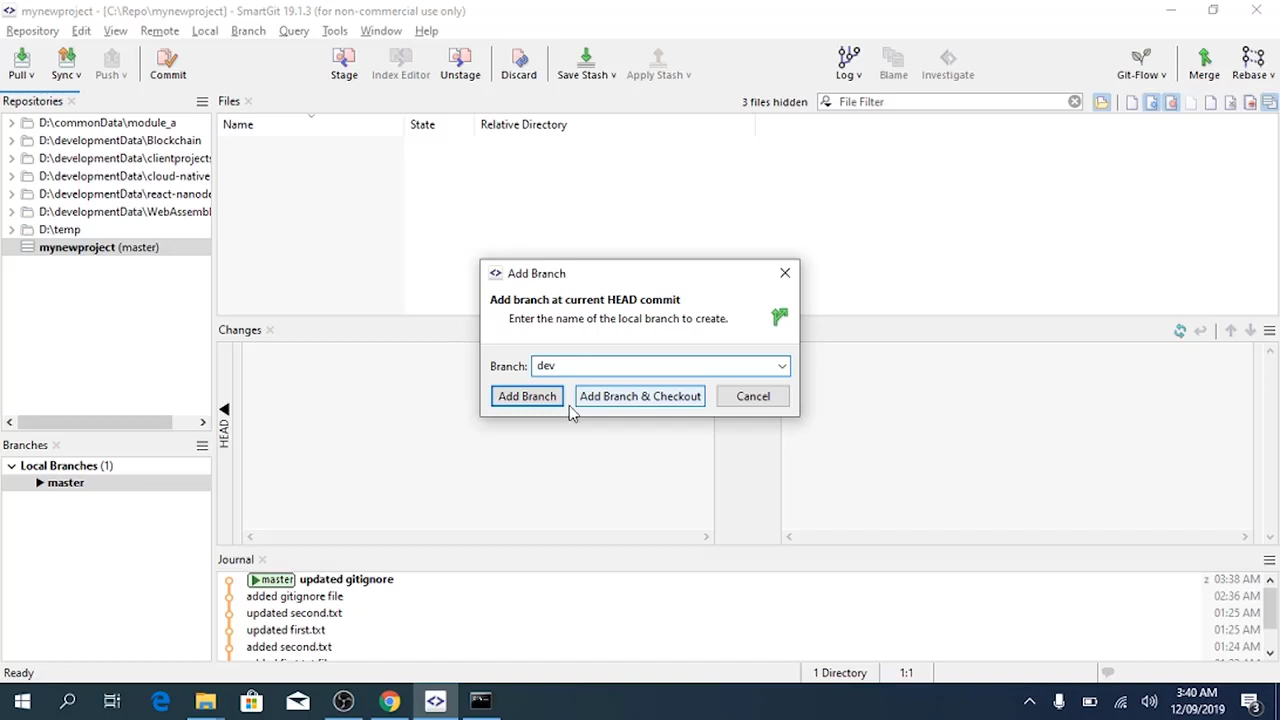 mynewproject - [C:\Repo\mynewproject] - SmartGit 19.1.3 (for non-commercial use only)
Repository Edit View Remote Local Branch Query Tools Window Help
Pull Sync Push Commit Stage Index Editor Unstage Discard Save Stash Apply Stash Log Blame Investigate Git-Flow Merge Rebase
Repositories
Files
3 files hidden
File Filter
Name State Relative Directory
D:\commonData\module_a
D:\developmentData\Blockchain
D:\developmentData\clientprojects
D:\developmentData\cloud-native
D:\developmentData\react-nanode
D:\developmentData\WebAssembl
D:\temp
mynewproject (master)
Add Branch
Add branch at current HEAD commit
Enter the name of the local branch to create.
Branch: dev
Add Branch Add Branch & Checkout Cancel
Changes
HEAD
Branches
Local Branches (1)
master
Journal
master updated gitignore z 03:38 AM
added gitignore file 02:36 AM
updated second.txt 01:25 AM
updated first.txt 01:25 AM
added second.txt 01:24 AM
Ready
1 Directory
1:1
3:40 AM
12/09/2019
3